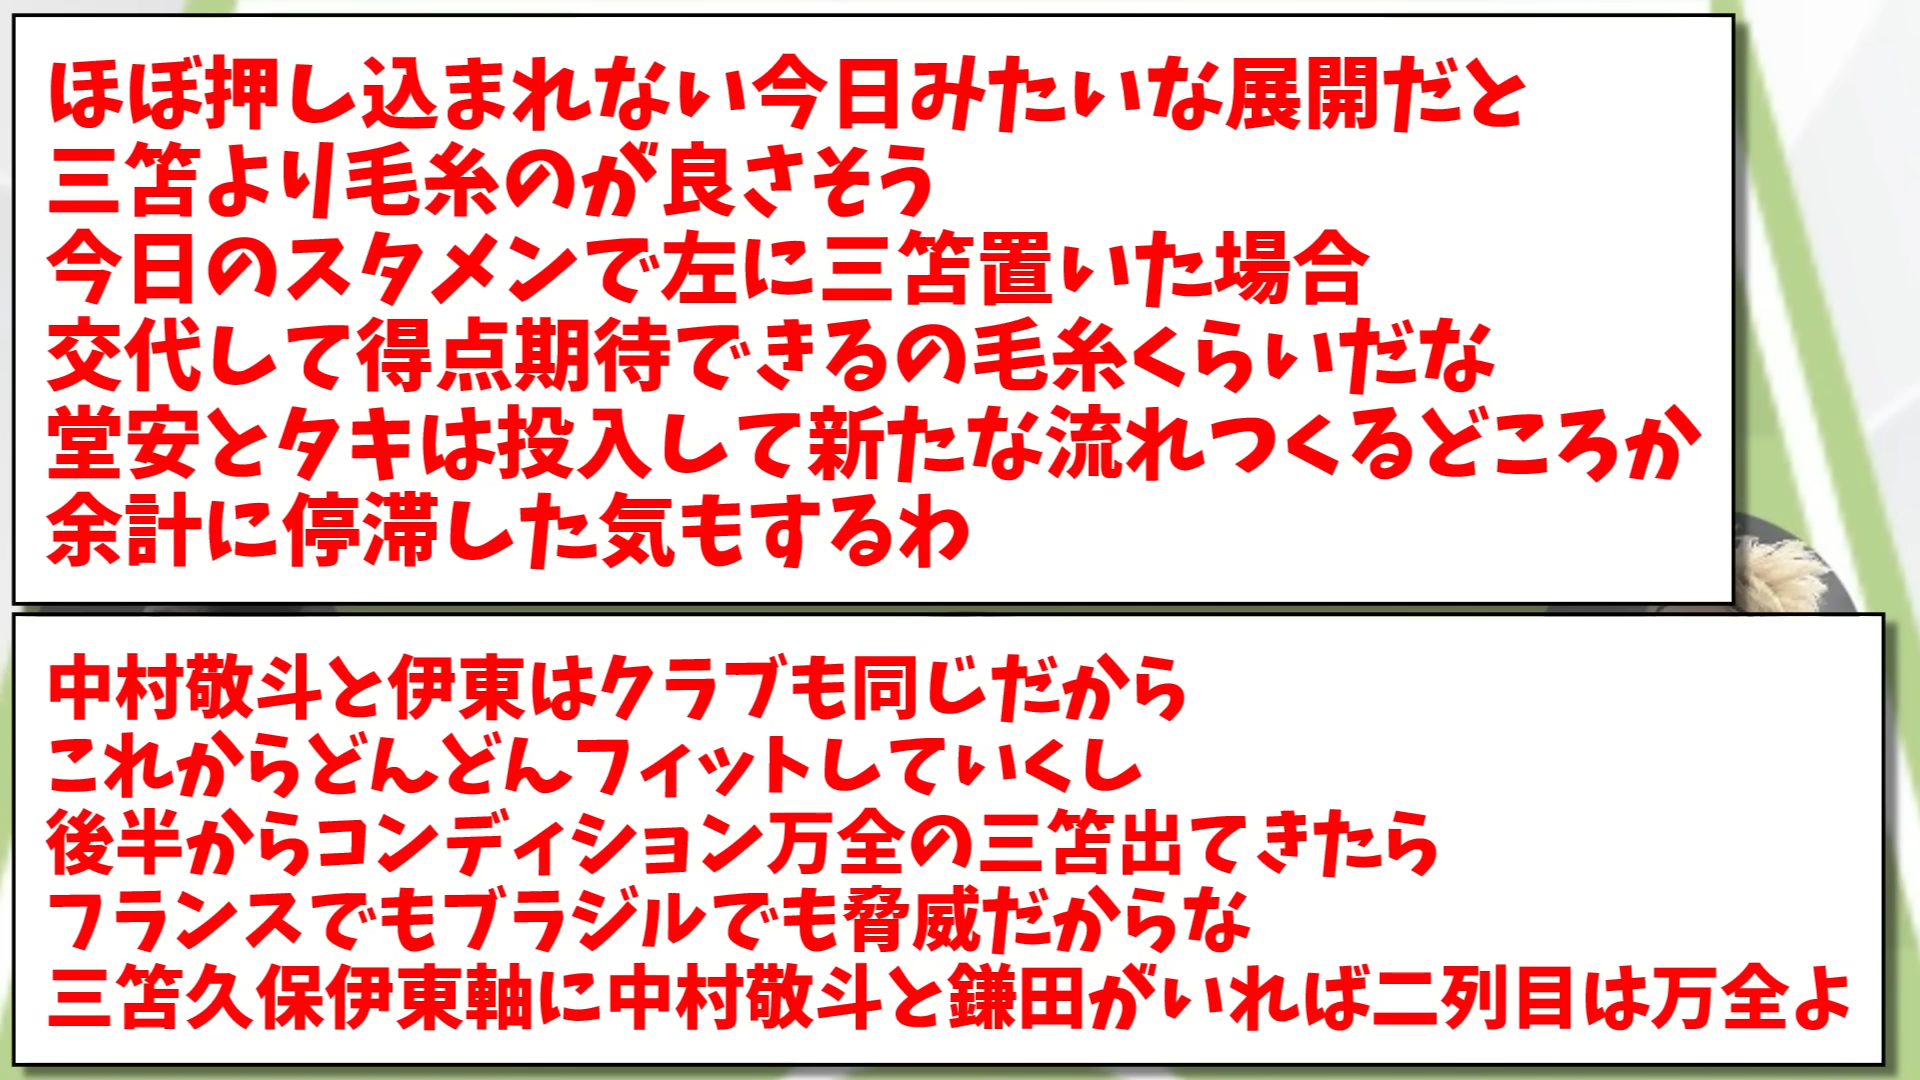 ほぼ押し込まれない今日みたいな展開だと
三笘より毛糸のが良さそう
今日のスタメンで左に三笘置いた場合
交代して得点期待できるの毛糸くらいだな
堂安とタキは投入して新たな流れつくるどころか
余計に停滞した気もするわ
中村敬斗と伊東はクラブも同じだから
これからどんどんフィットしていくし
後半からコンディション万全の三笘出てきたら
フランスでもブラジルでも脅威だからな
三笘久保伊東軸に中村敬斗と鎌田がいれば二列目は万全よ